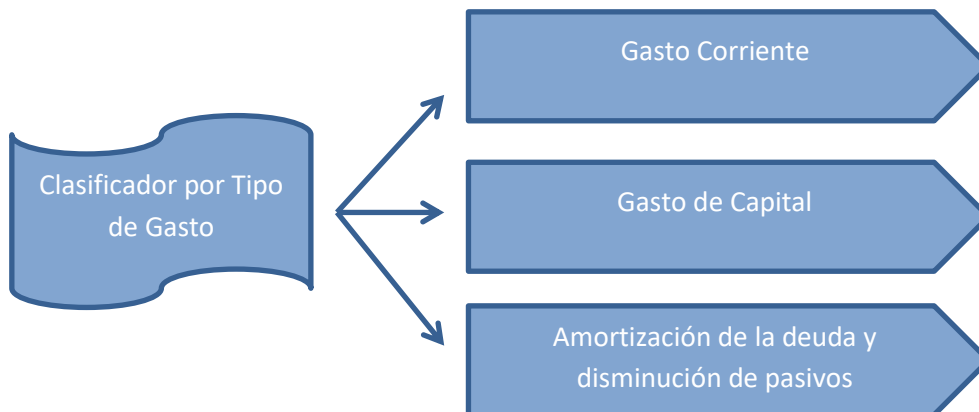 Clasificador por Tipo
de Gasto
Gasto Corriente
Gasto de Capital
Amortización de la deuda y
disminución de pasivos